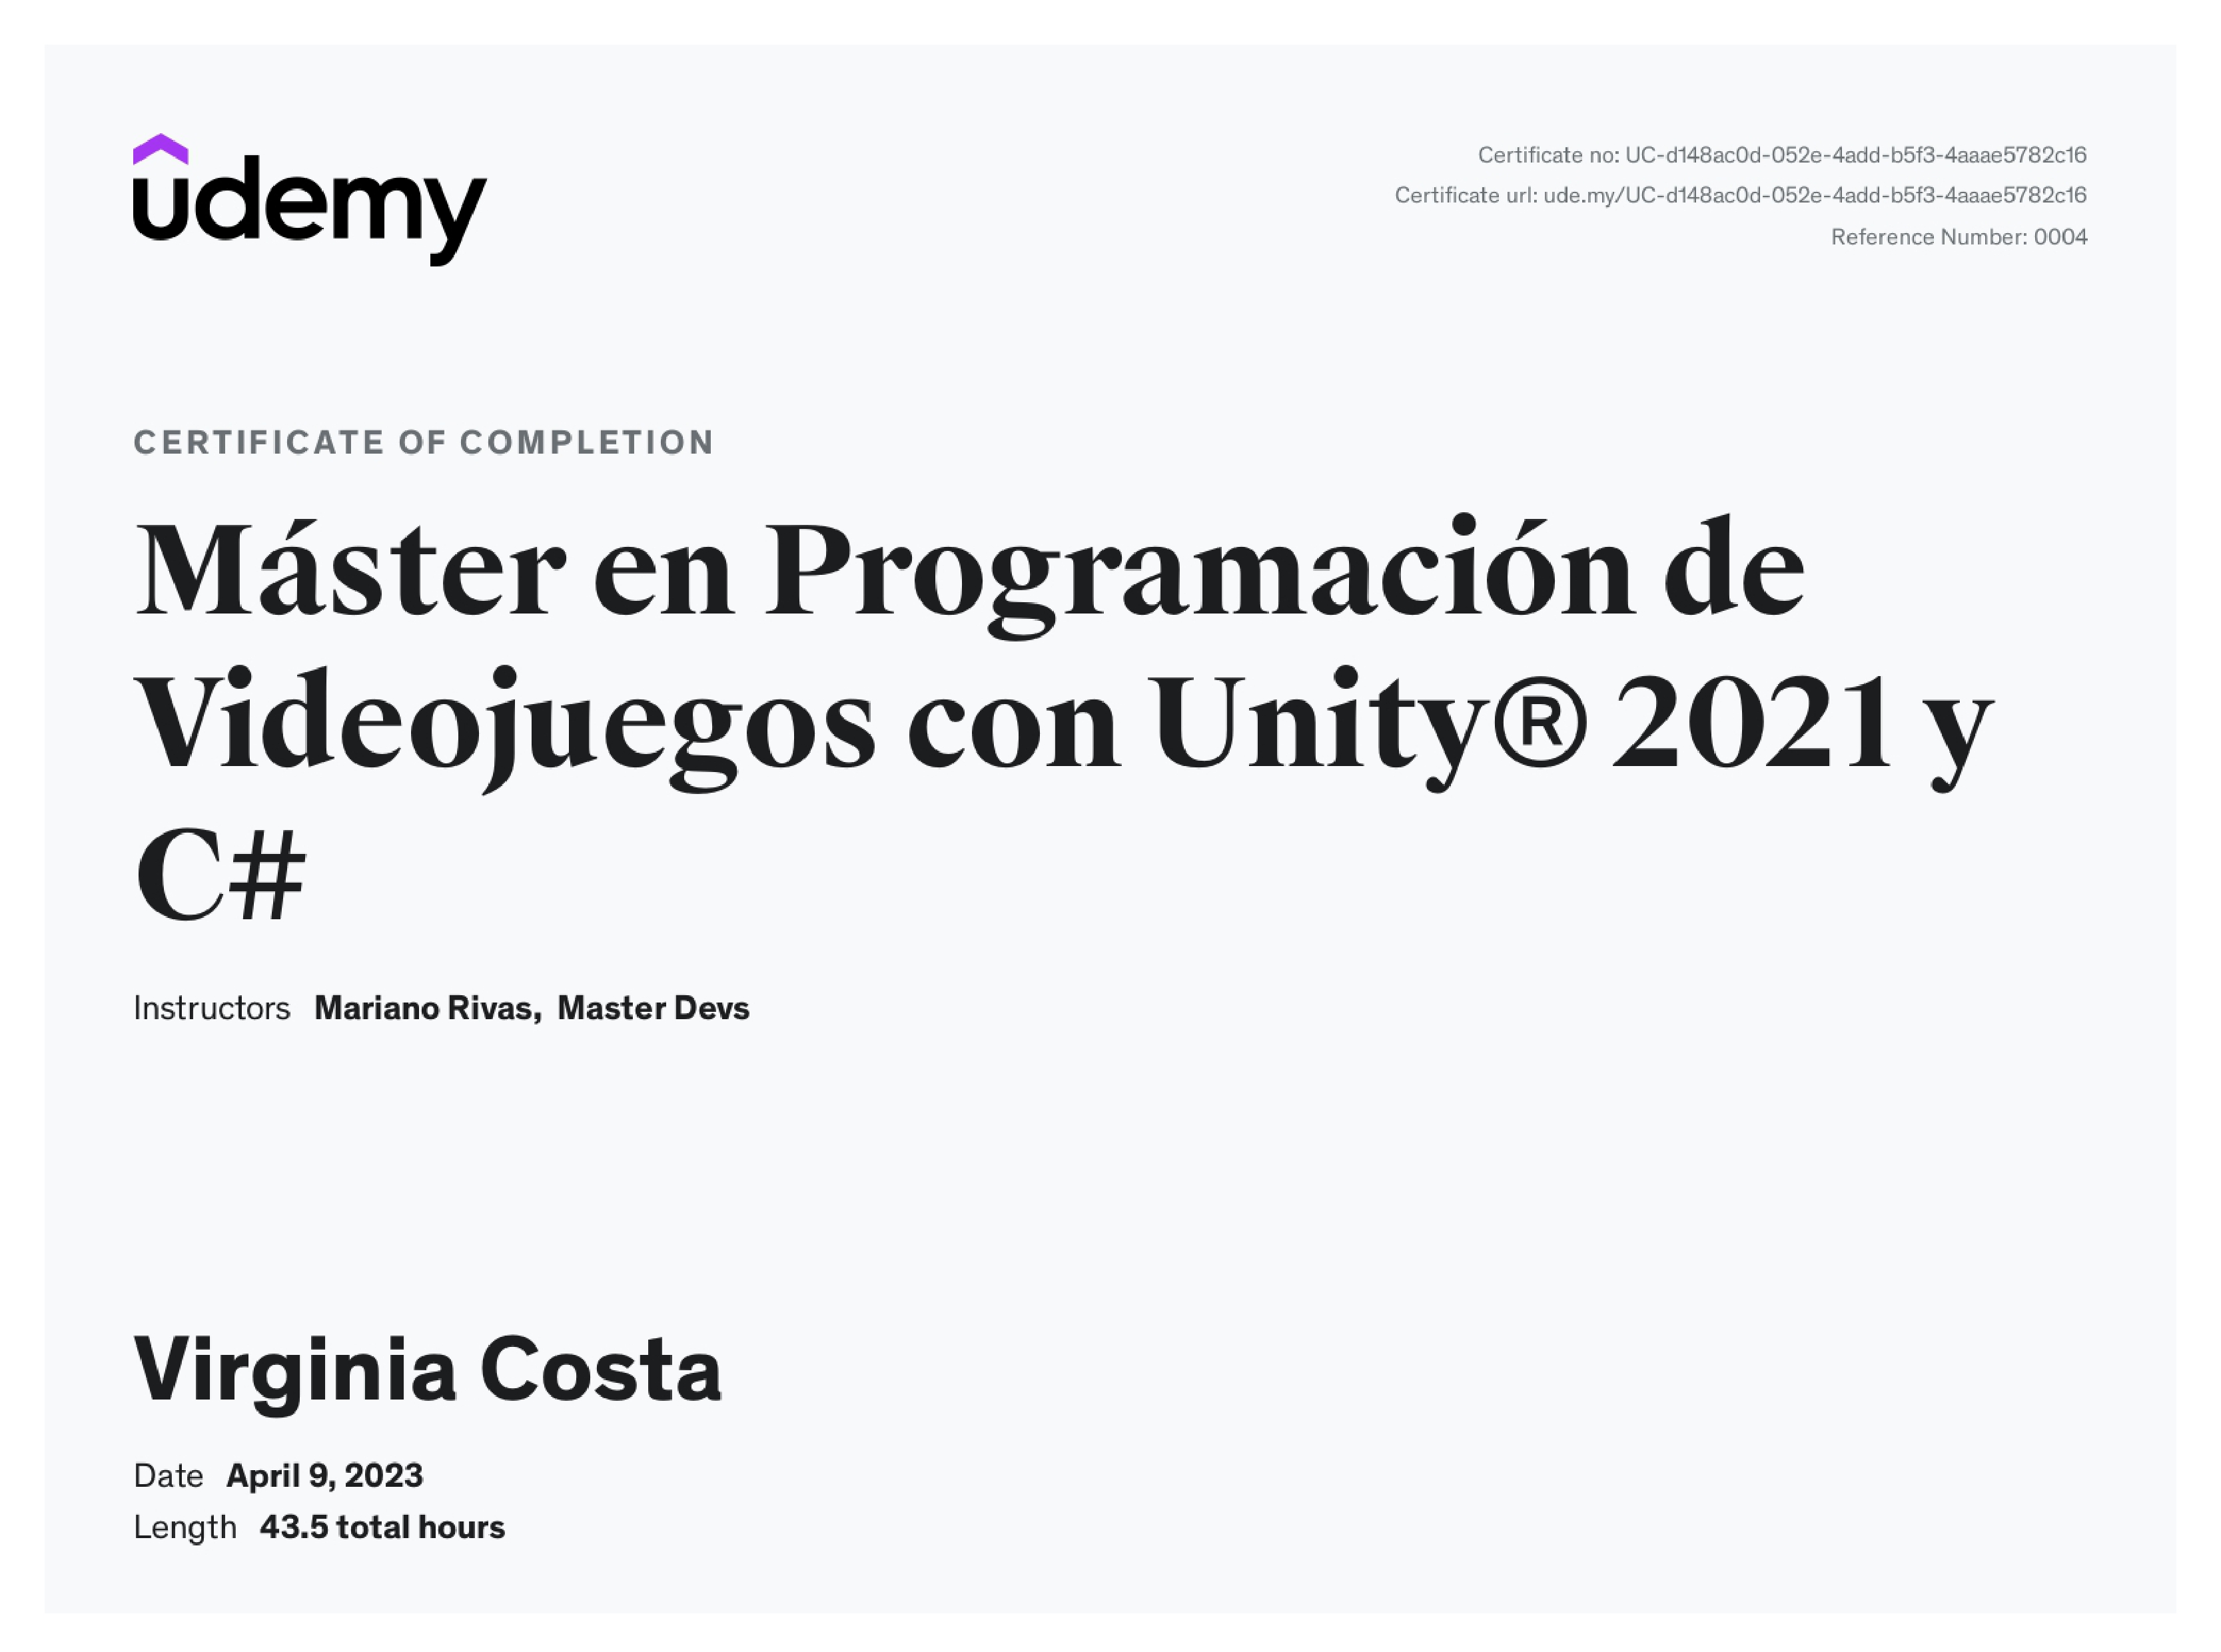 udemy
Certificate no: UC-d148ac0d-052e-4add-b5f3-4aaae5782c16
Certificate url: ude.my/UC-d148ac0d-052e-4add-b5f3-4aaae5782c16
Reference Number: 0004
CERTIFICATE OF COMPLETION
Máster en Programación de
Videojuegos con Unity® 2021 y
C#
Instructors Mariano Rivas, Master Devs
Virginia Costa
Date April 9, 2023
Length 43.5 total hours